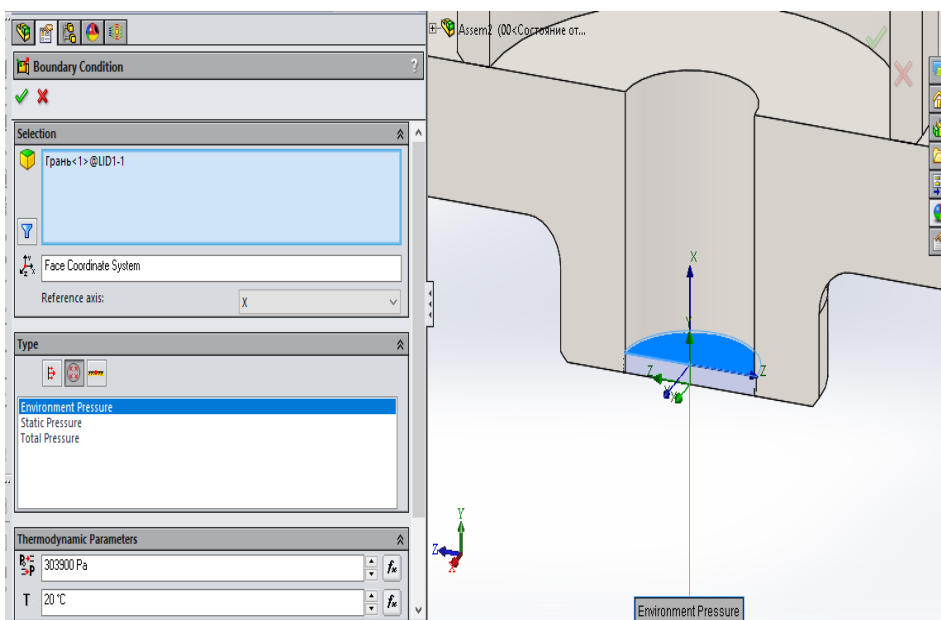 Assem2 (00<Состояние от...
Boundary Condition
?
Selection
Грань<1>@LID1-1
Face Coordinate System
Reference axis:
X
Type
Environment Pressure
Static Pressure
Total Pressure
Thermodynamic Parameters
303900 Pa
T
20 °C
X
Y
Z
Z
Y
Z
X
Environment Pressure